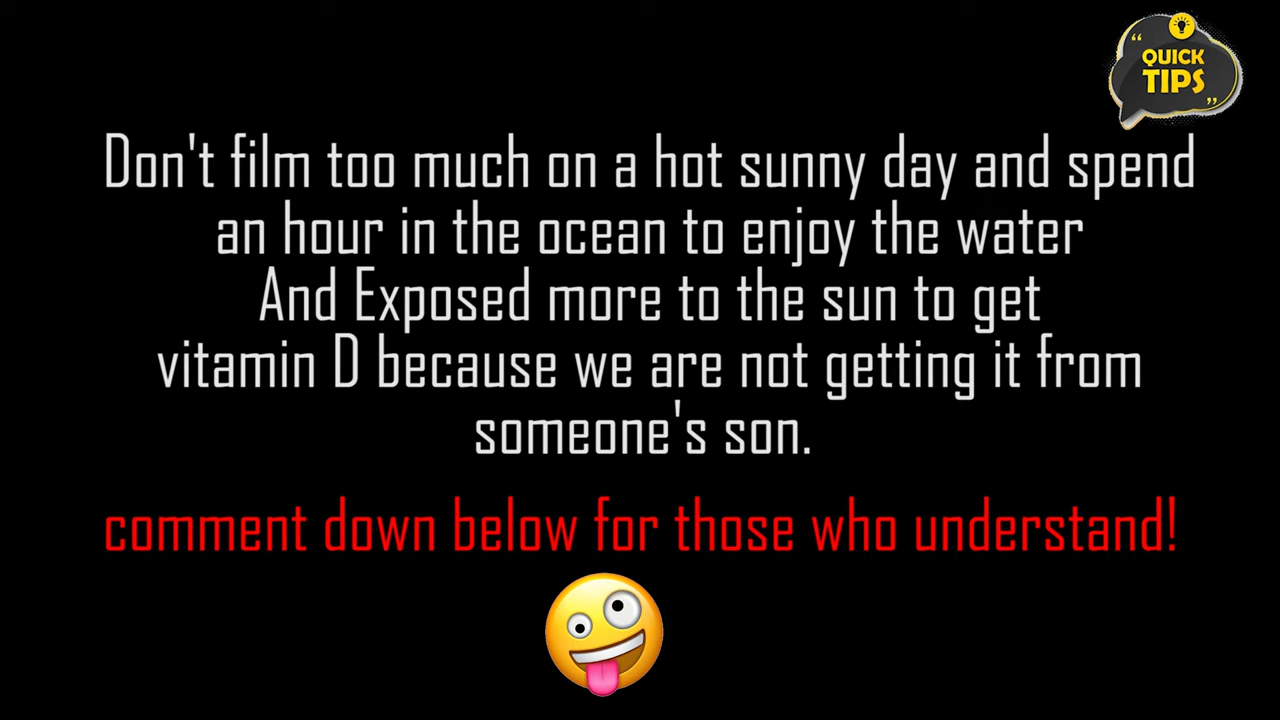 “ QUICK
TIPS ”
Don't film too much on a hot sunny day and spend
an hour in the ocean to enjoy the water
And Exposed more to the sun to get
vitamin D because we are not getting it from
someone's son.
comment down below for those who understand!